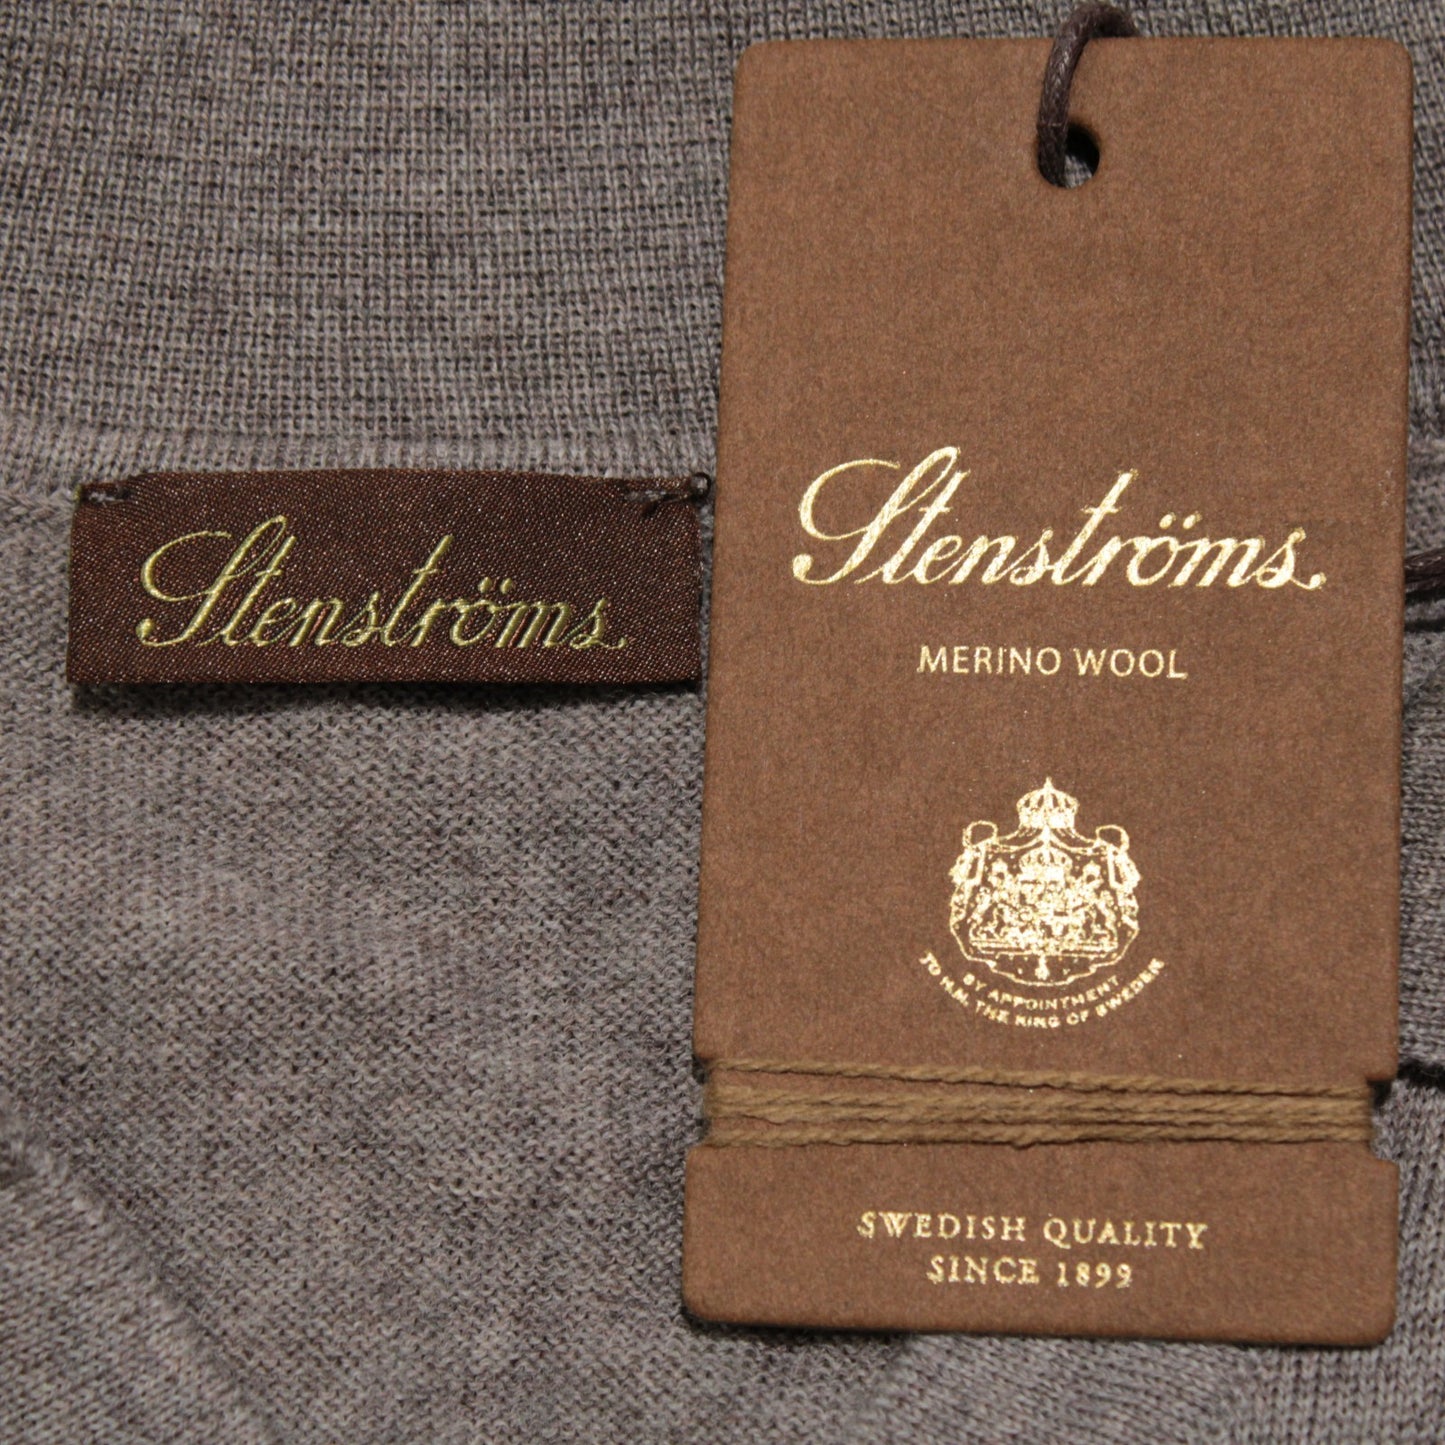 Stenströms
Stenströms
MERINO WOOL
BY APPOINTMENT
TO H.M. THE KING OF SWEDEN
SWEDISH QUALITY
SINCE 1899